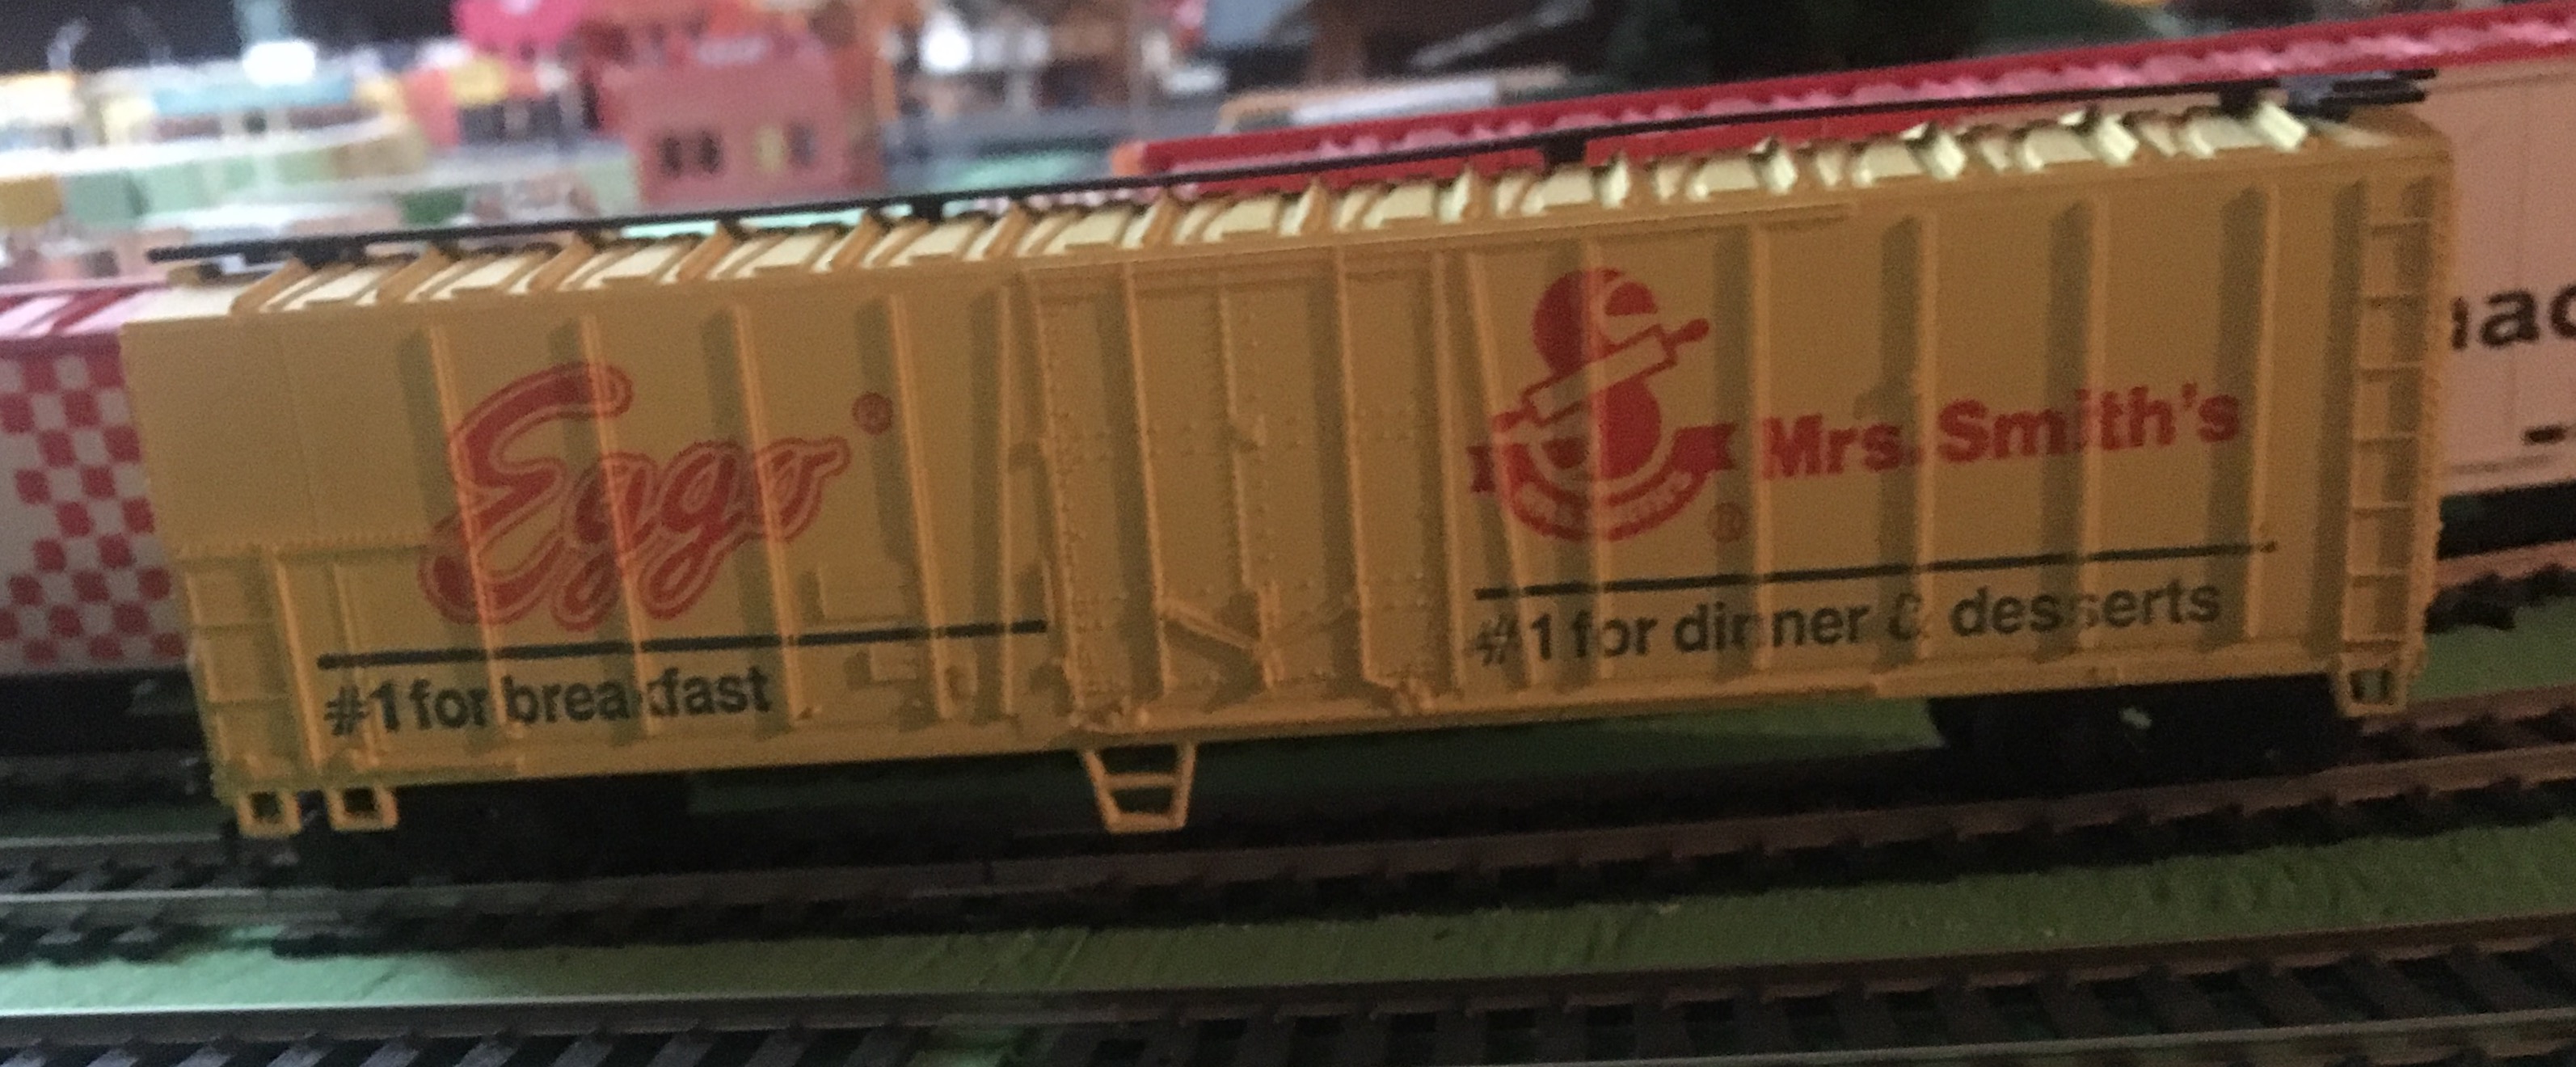 Eggo®
#1 for breakfast
Mrs. Smith's
®
#1 for dinner & desserts